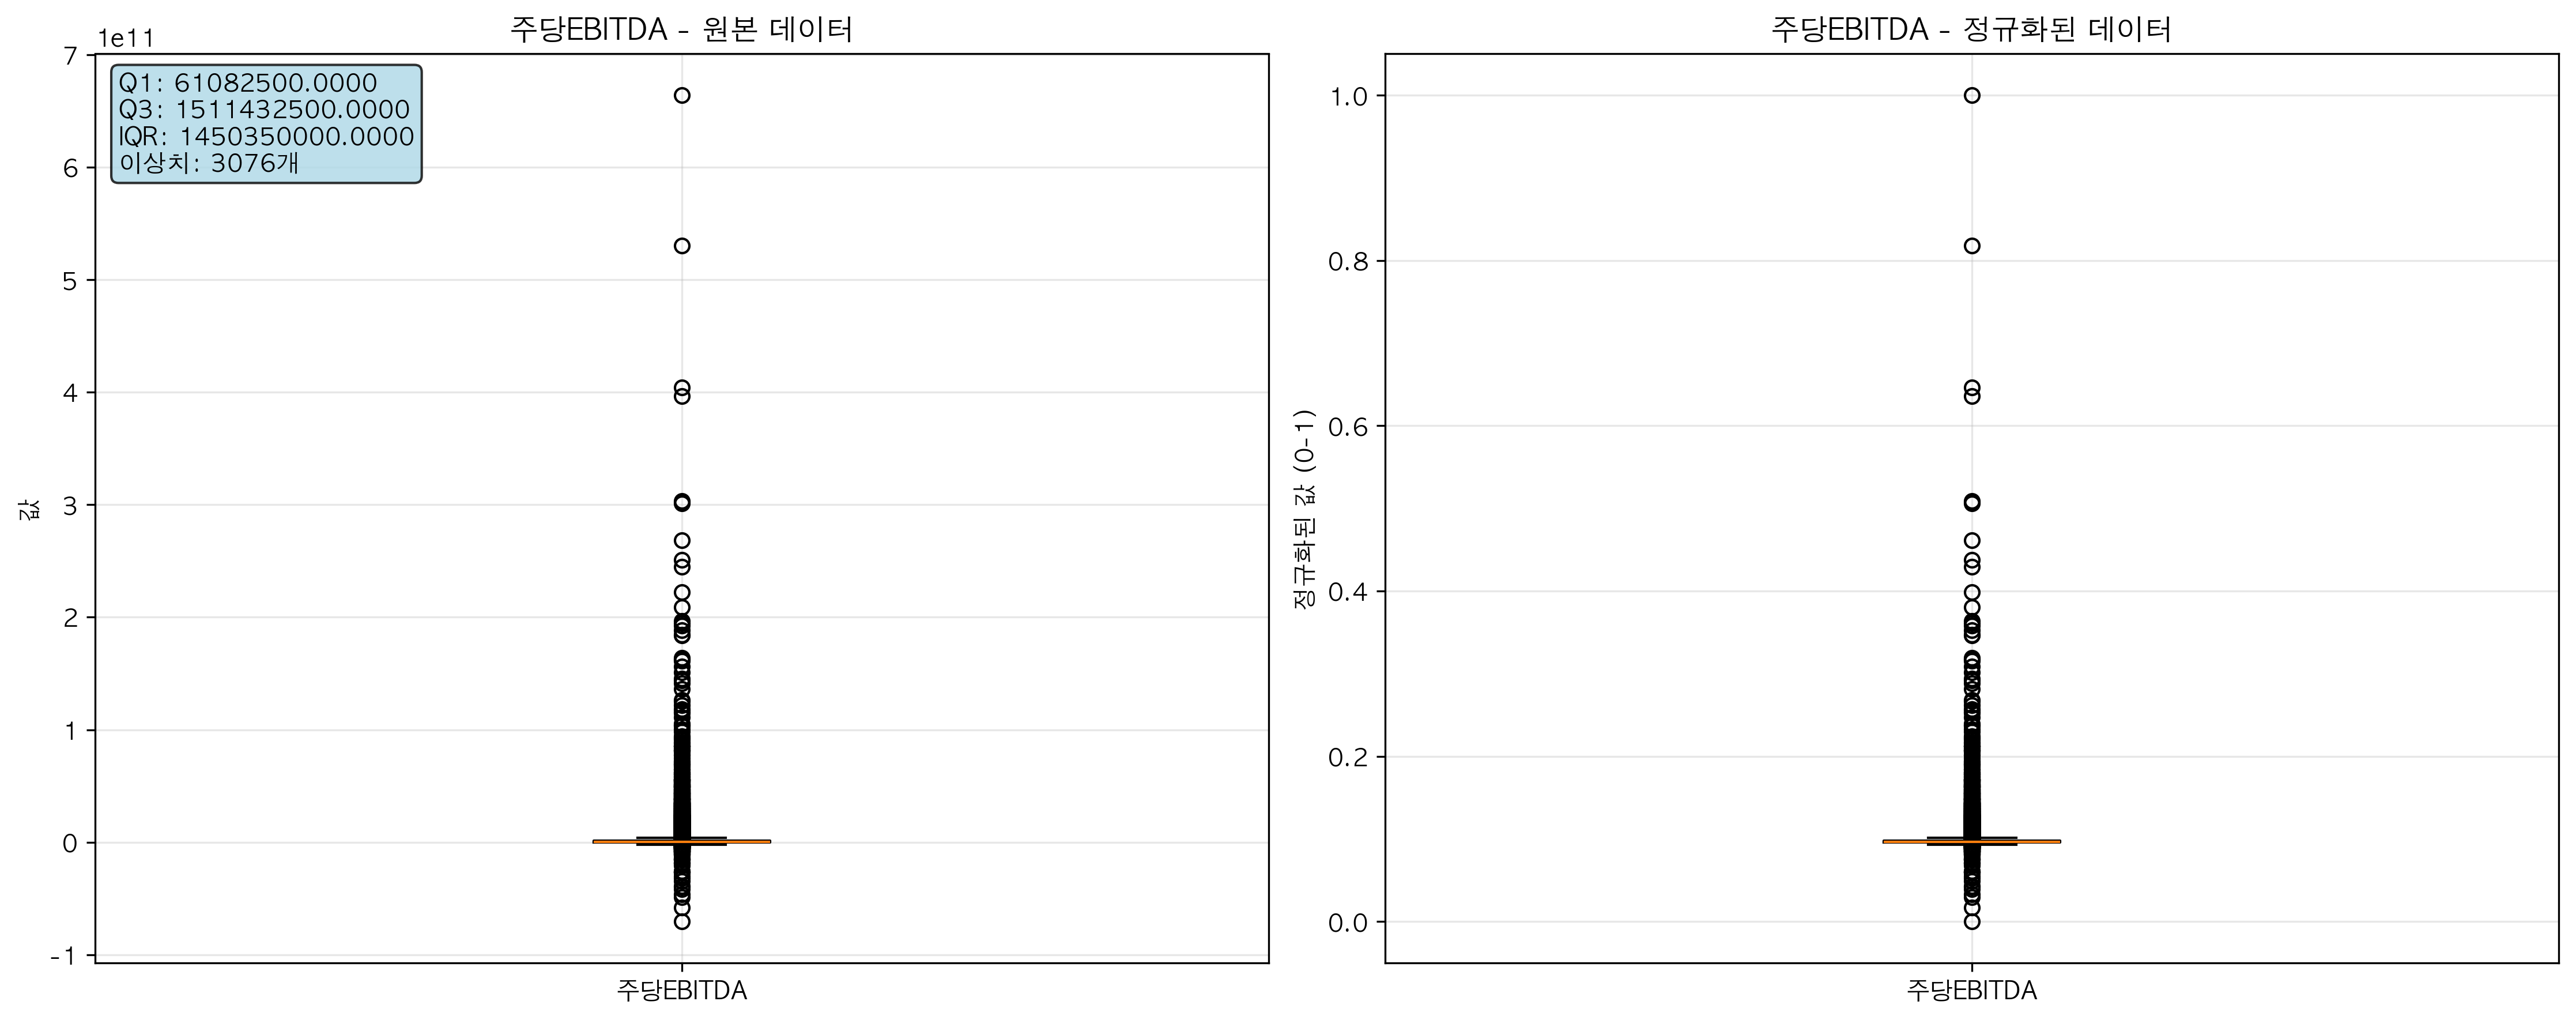 주당EBITDA - 원본 데이터
1e11
7
6
5
4
3
2
1
0
-1
값
Q1: 61082500.0000
Q3: 1511432500.0000
IQR: 1450350000.0000
이상치: 3076개
주당EBITDA
주당EBITDA - 정규화된 데이터
1.0
0.8
0.6
0.4
0.2
0.0
정규화된 값 (0-1)
주당EBITDA